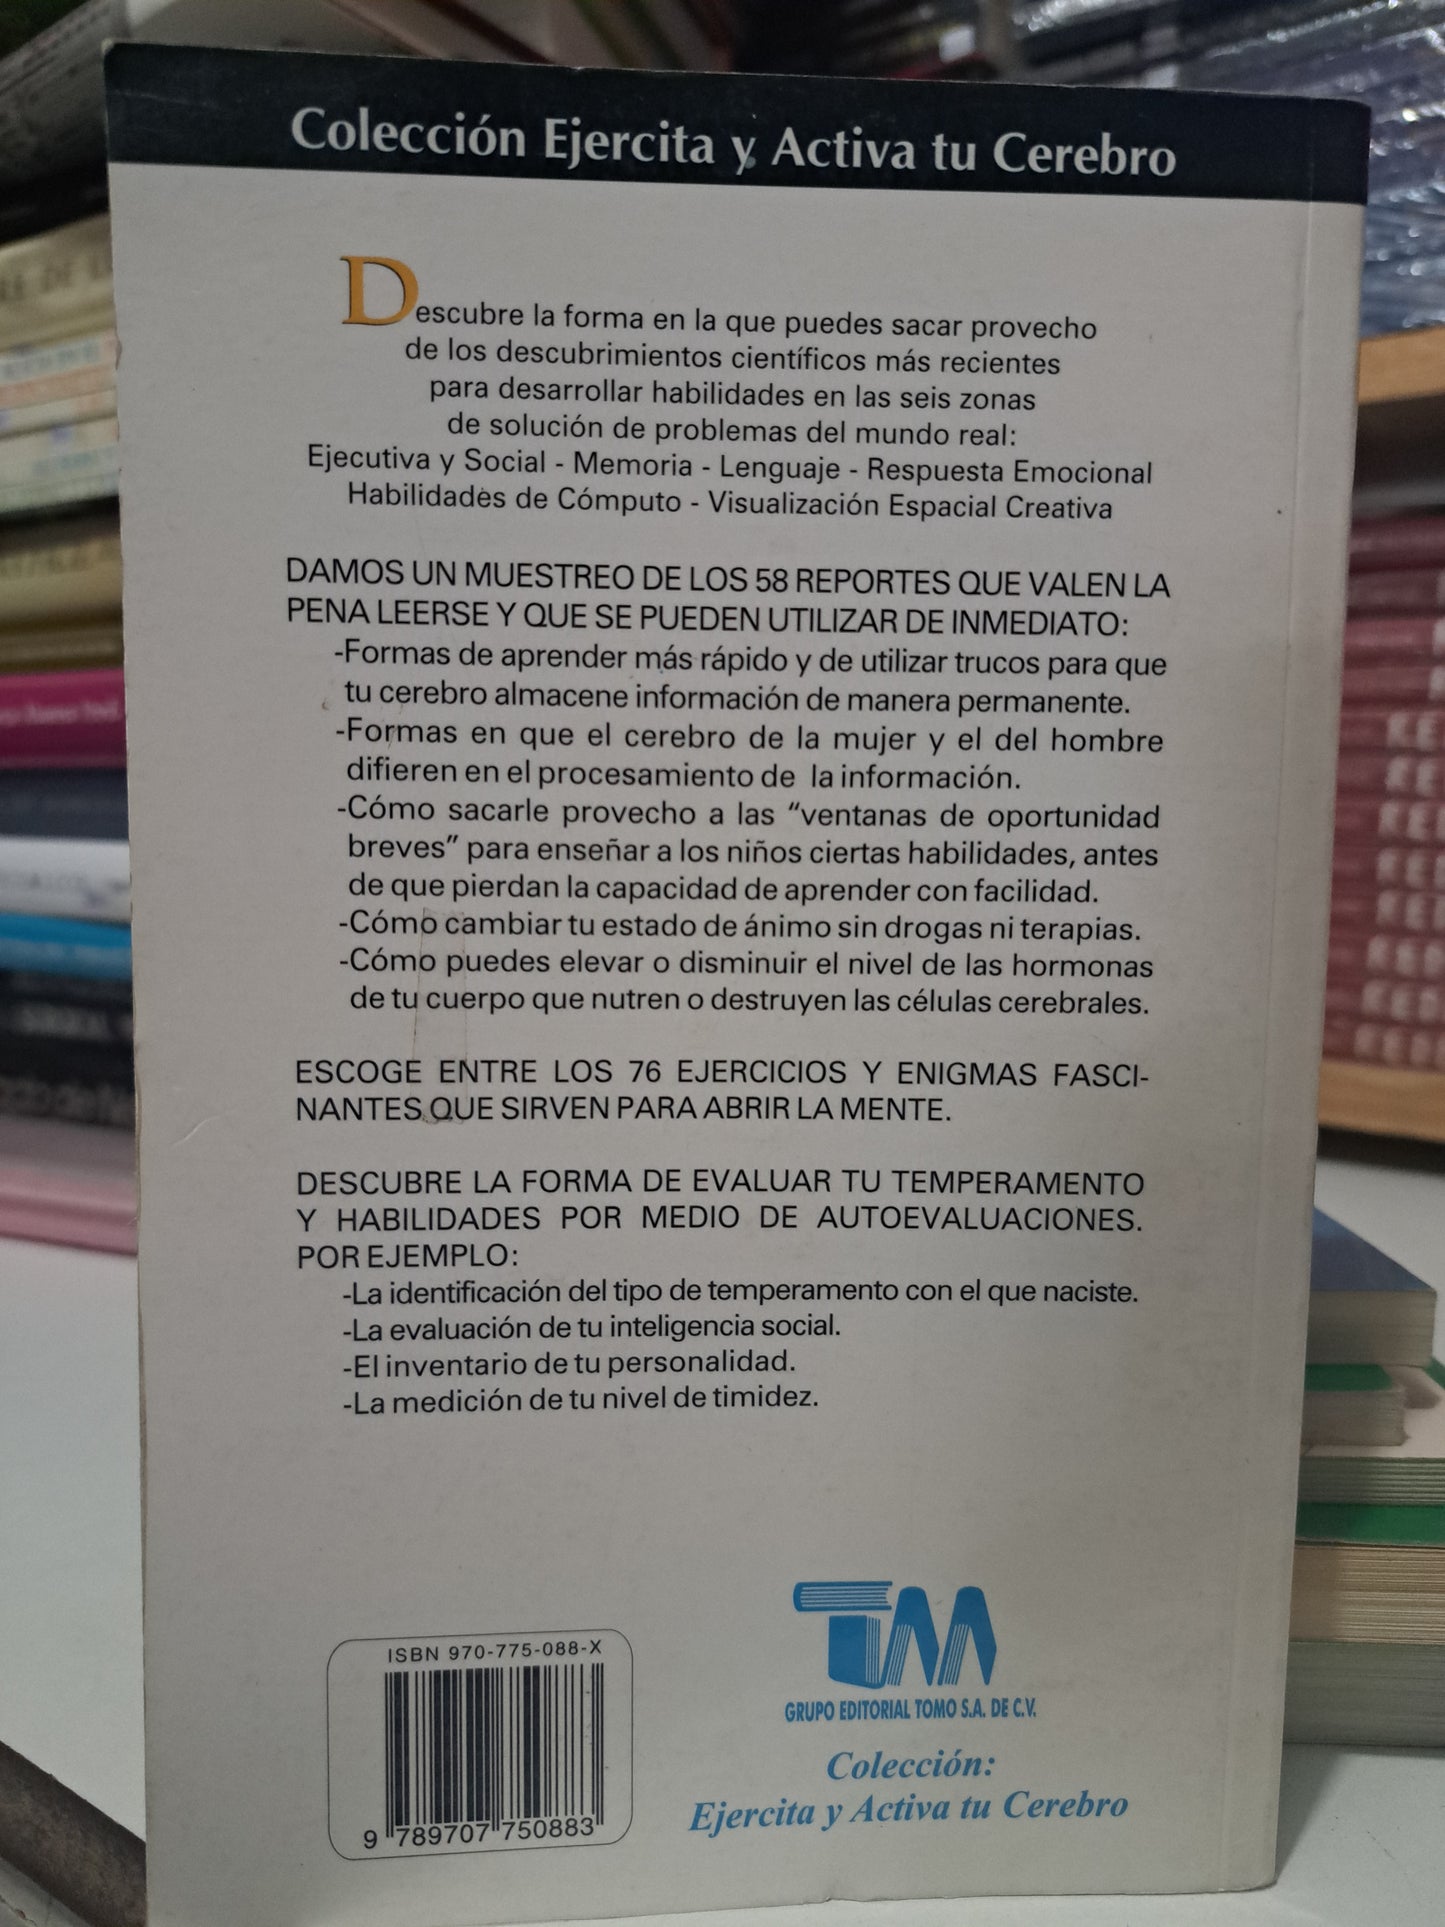 Colección Ejercita y Activa tu Cerebro
Descubre la forma en la que puedes sacar provecho
de los descubrimientos científicos más recientes
para desarrollar habilidades en las seis zonas
de solución de problemas del mundo real:
Ejecutiva y Social - Memoria - Lenguaje - Respuesta Emocional
Habilidades de Cómputo - Visualización Espacial Creativa
DAMOS UN MUESTREO DE LOS 58 REPORTES QUE VALEN LA
PENA LEERSE Y QUE SE PUEDEN UTILIZAR DE INMEDIATO:
-Formas de aprender más rápido y de utilizar trucos para que
tu cerebro almacene información de manera permanente.
-Formas en que el cerebro de la mujer y el del hombre
difieren en el procesamiento de la información.
-Cómo sacarle provecho a las “ventanas de oportunidad
breves” para enseñar a los niños ciertas habilidades, antes
de que pierdan la capacidad de aprender con facilidad.
-Cómo cambiar tu estado de ánimo sin drogas ni terapias.
-Cómo puedes elevar o disminuir el nivel de las hormonas
de tu cuerpo que nutren o destruyen las células cerebrales.
ESCOGE ENTRE LOS 76 EJERCICIOS Y ENIGMAS FASCI-
NANTES QUE SIRVEN PARA ABRIR LA MENTE.
DESCUBRE LA FORMA DE EVALUAR TU TEMPERAMENTO
Y HABILIDADES POR MEDIO DE AUTOEVALUACIONES.
POR EJEMPLO:
-La identificación del tipo de temperamento con el que naciste.
-La evaluación de tu inteligencia social.
-El inventario de tu personalidad.
-La medición de tu nivel de timidez.
ISBN 970-775-088-X
9 789707 750883
TM
GRUPO EDITORIAL TOMO S.A. DE C.V.
Colección:
Ejercita y Activa tu Cerebro